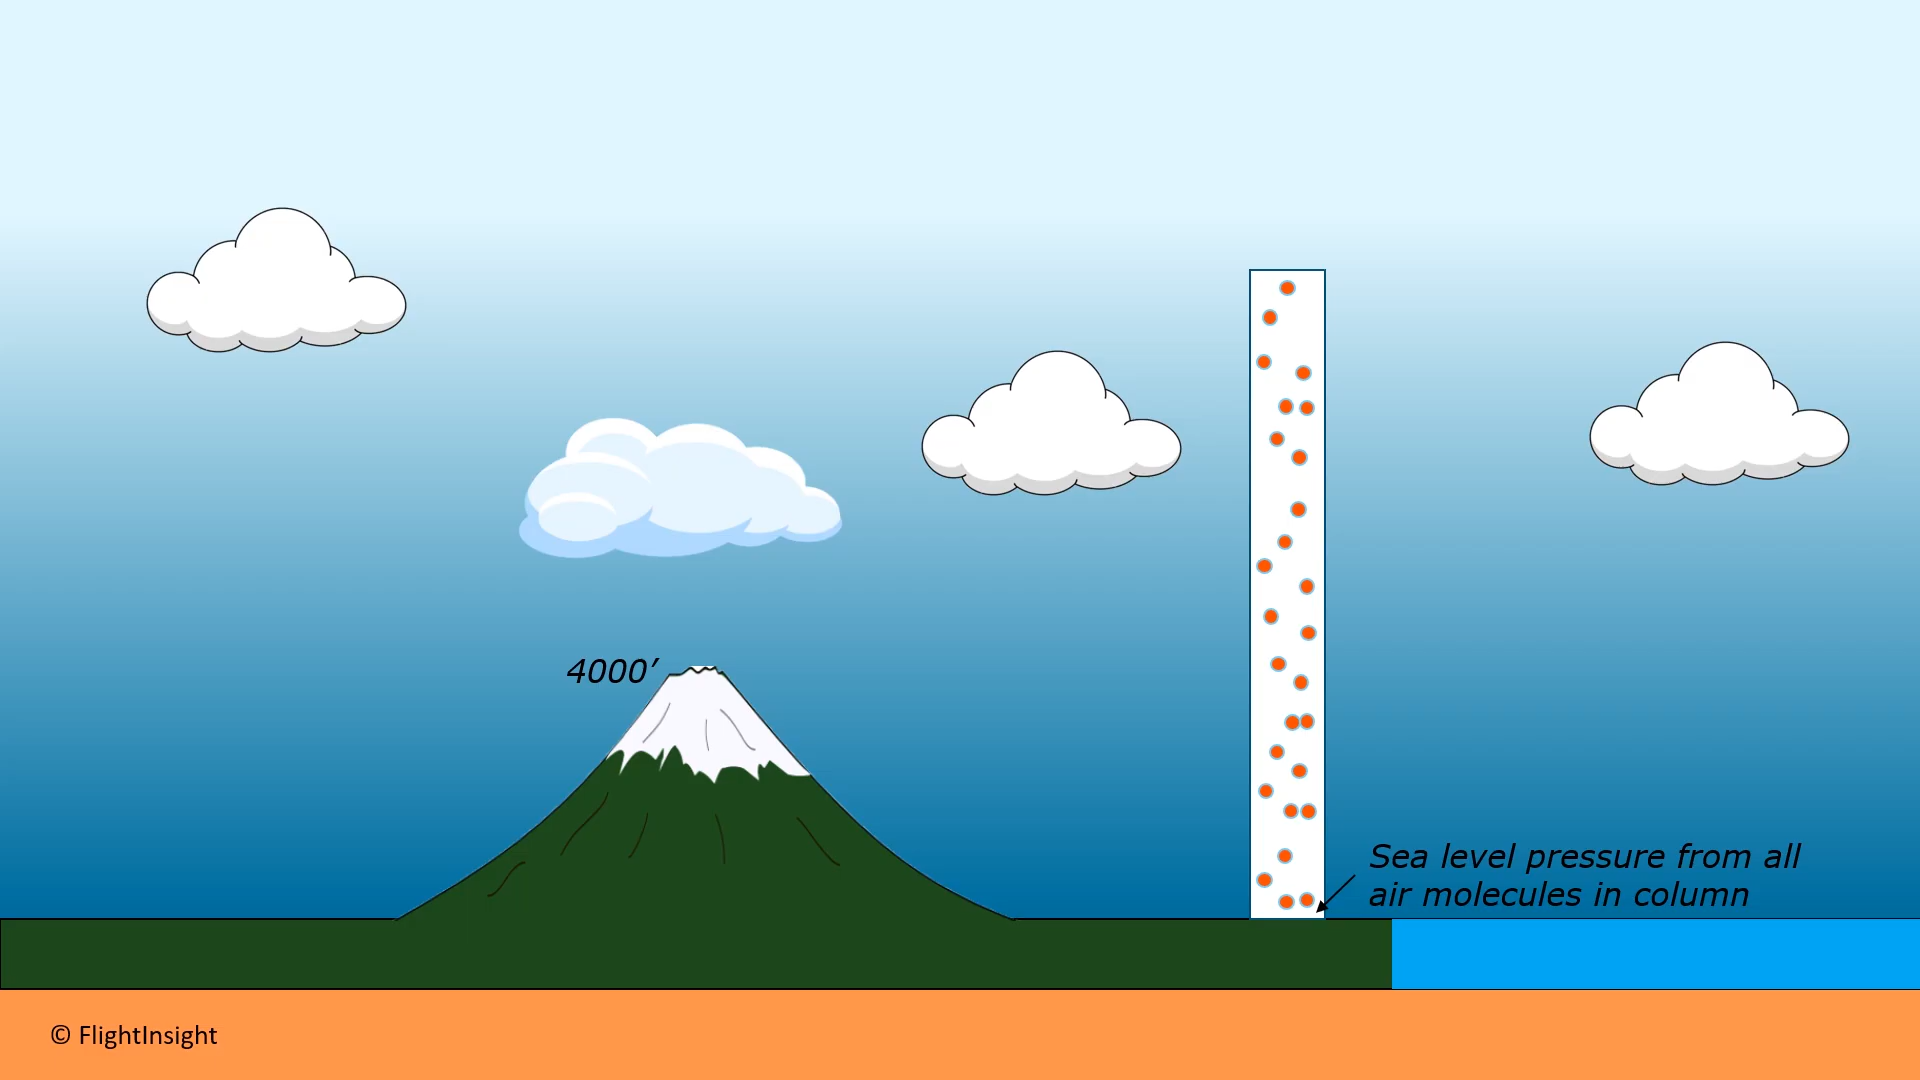 4000’
Sea level pressure from all
air molecules in column
© FlightInsight